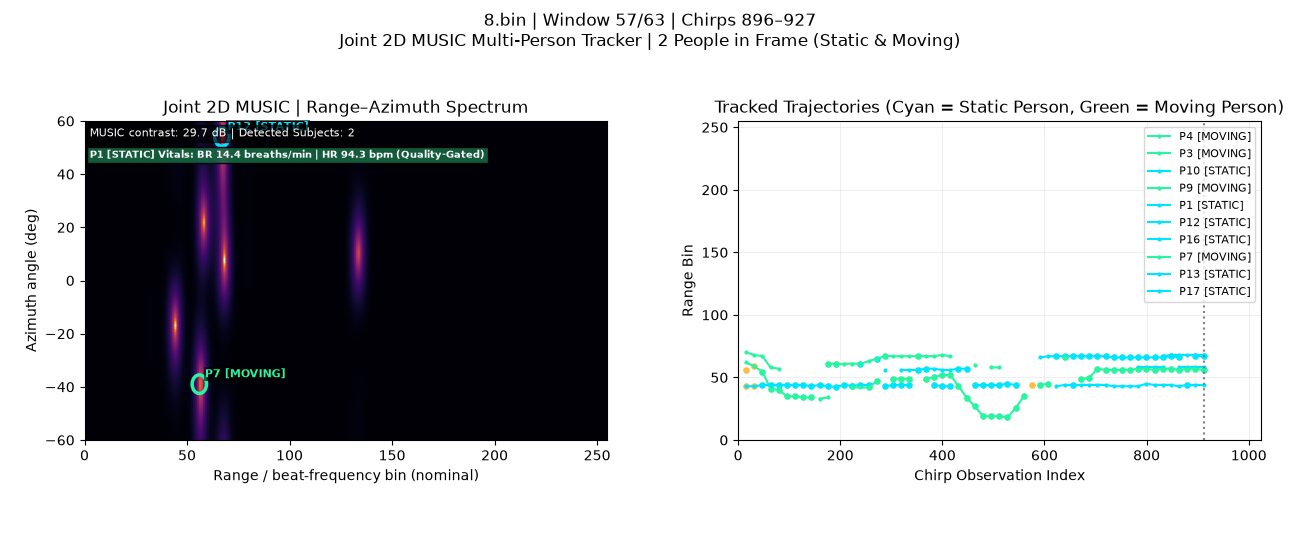 8.bin | Window 57/63 | Chirps 896–927
Joint 2D MUSIC Multi-Person Tracker | 2 People in Frame (Static & Moving)
Joint 2D MUSIC | Range–Azimuth Spectrum
P12 [STATIC]
MUSIC contrast: 29.7 dB | Detected Subjects: 2
P1 [STATIC] Vitals: BR 14.4 breaths/min | HR 94.3 bpm (Quality-Gated)
P7 [MOVING]
60
40
20
0
−20
−40
−60
Azimuth angle (deg)
0 50 100 150 200 250
Range / beat-frequency bin (nominal)
Tracked Trajectories (Cyan = Static Person, Green = Moving Person)
P4 [MOVING]
P3 [MOVING]
P10 [STATIC]
P9 [MOVING]
P1 [STATIC]
P12 [STATIC]
P16 [STATIC]
P7 [MOVING]
P13 [STATIC]
P17 [STATIC]
250
200
150
100
50
0
Range Bin
0 200 400 600 800 1000
Chirp Observation Index